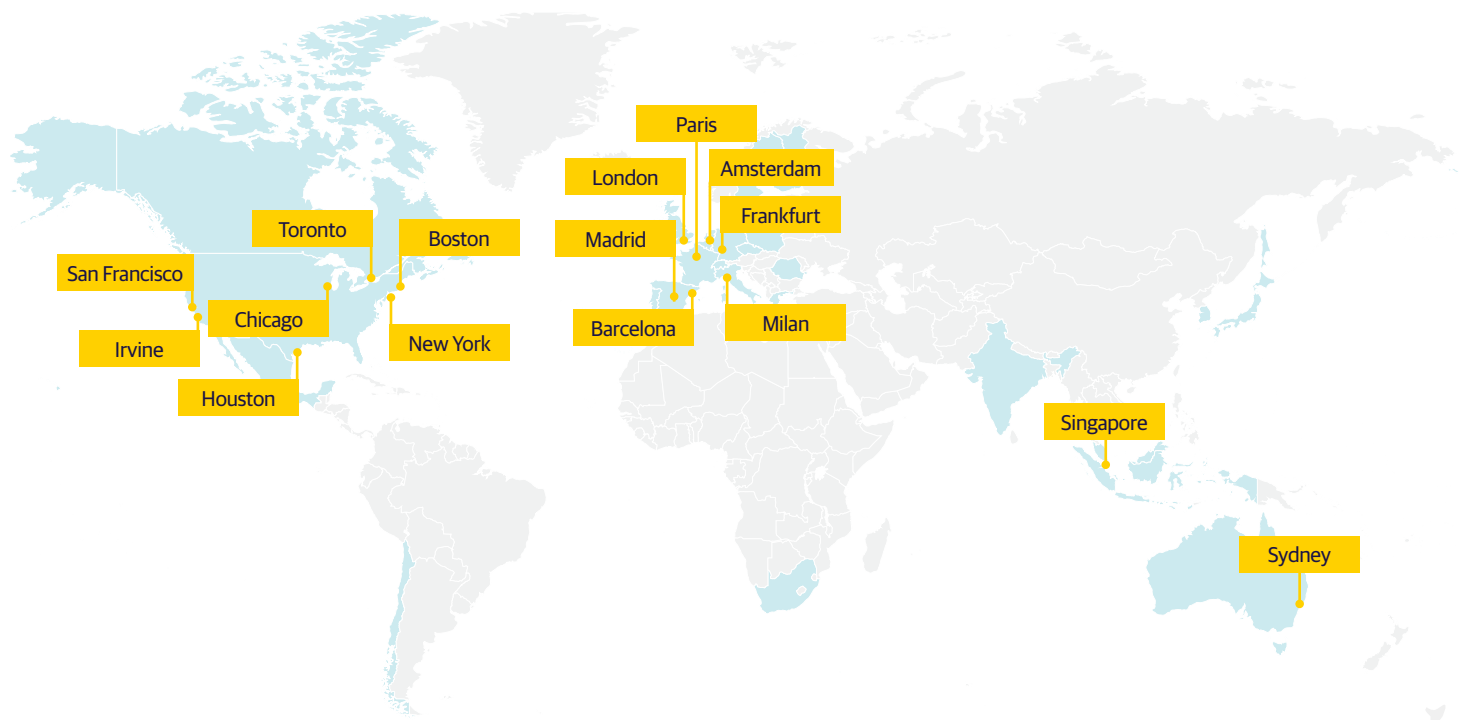 Paris
London
Amsterdam
Frankfurt
Madrid
Toronto
Boston
San Francisco
Chicago
Irvine
New York
Houston
Barcelona
Milan
Singapore
Sydney